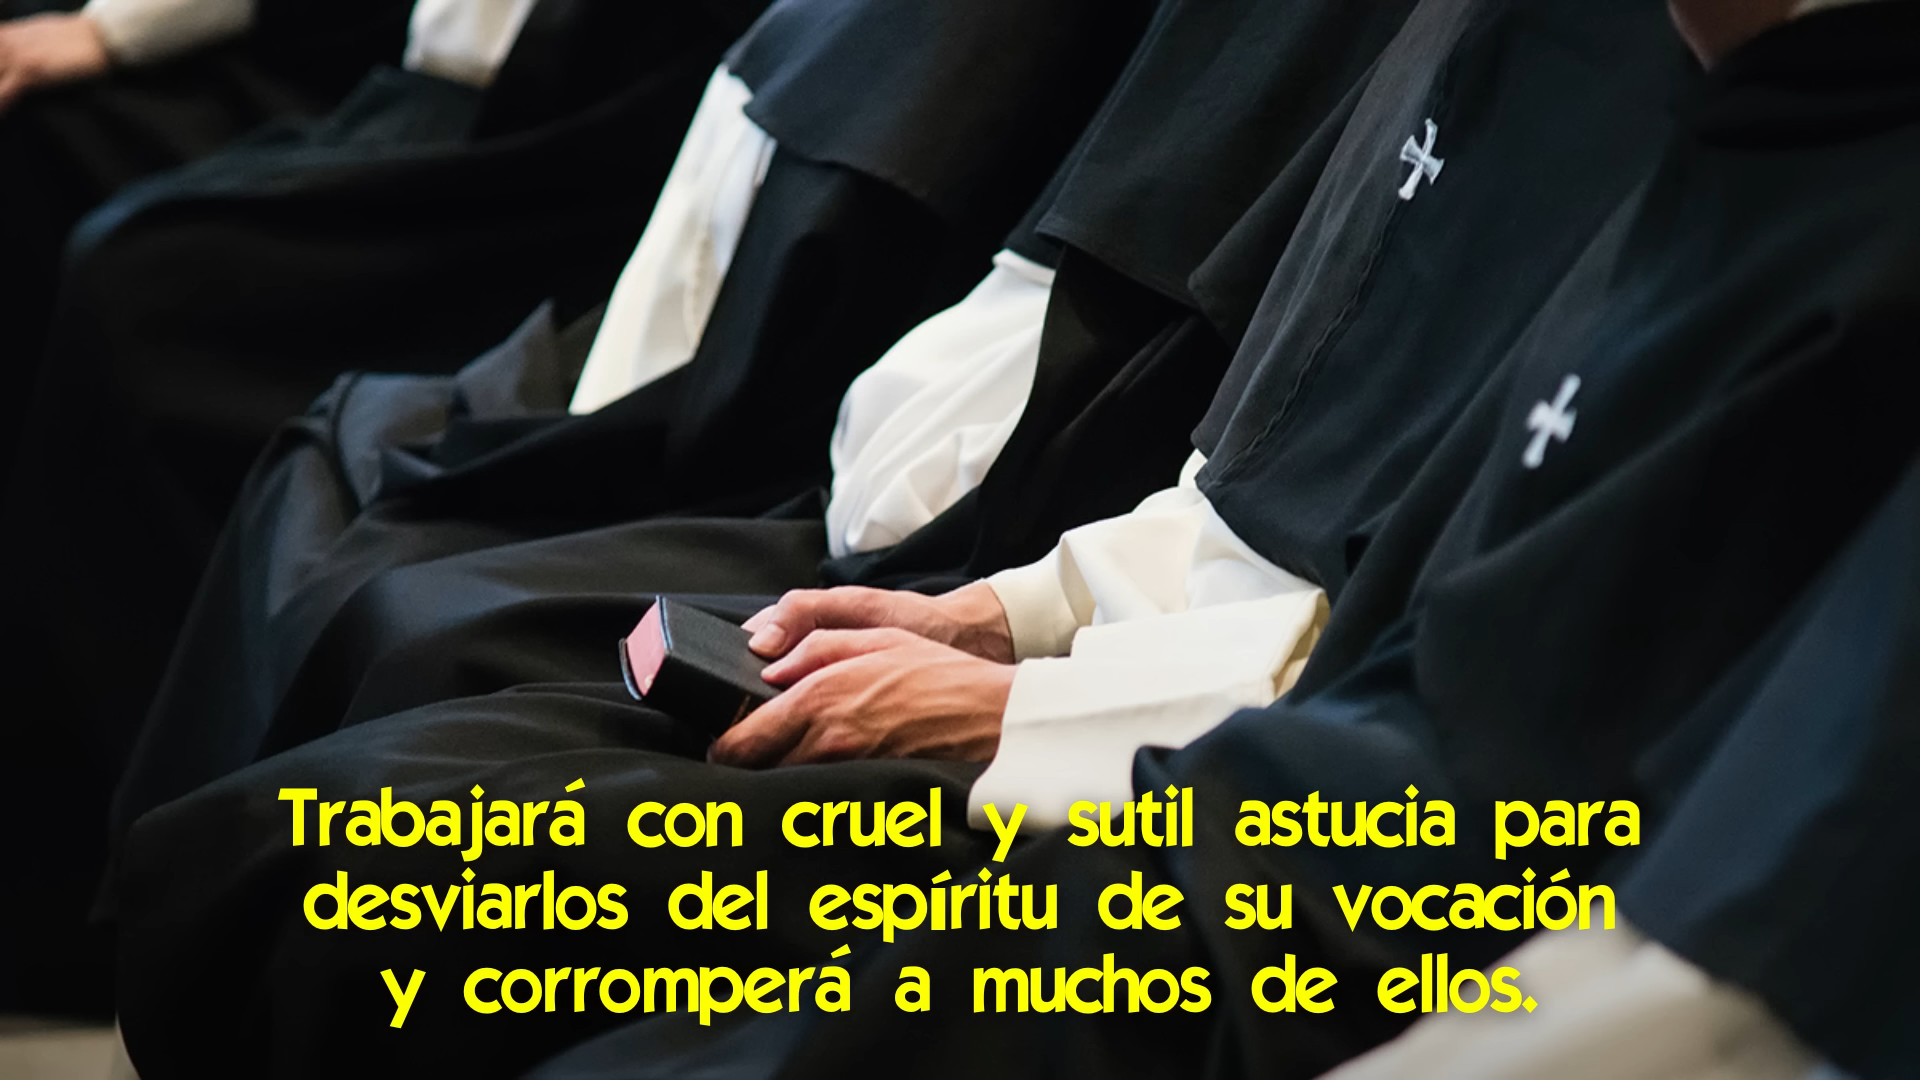 Trabajará con cruel y sutil astucia para
desviarlos del espíritu de su vocación
y corromperá a muchos de ellos.